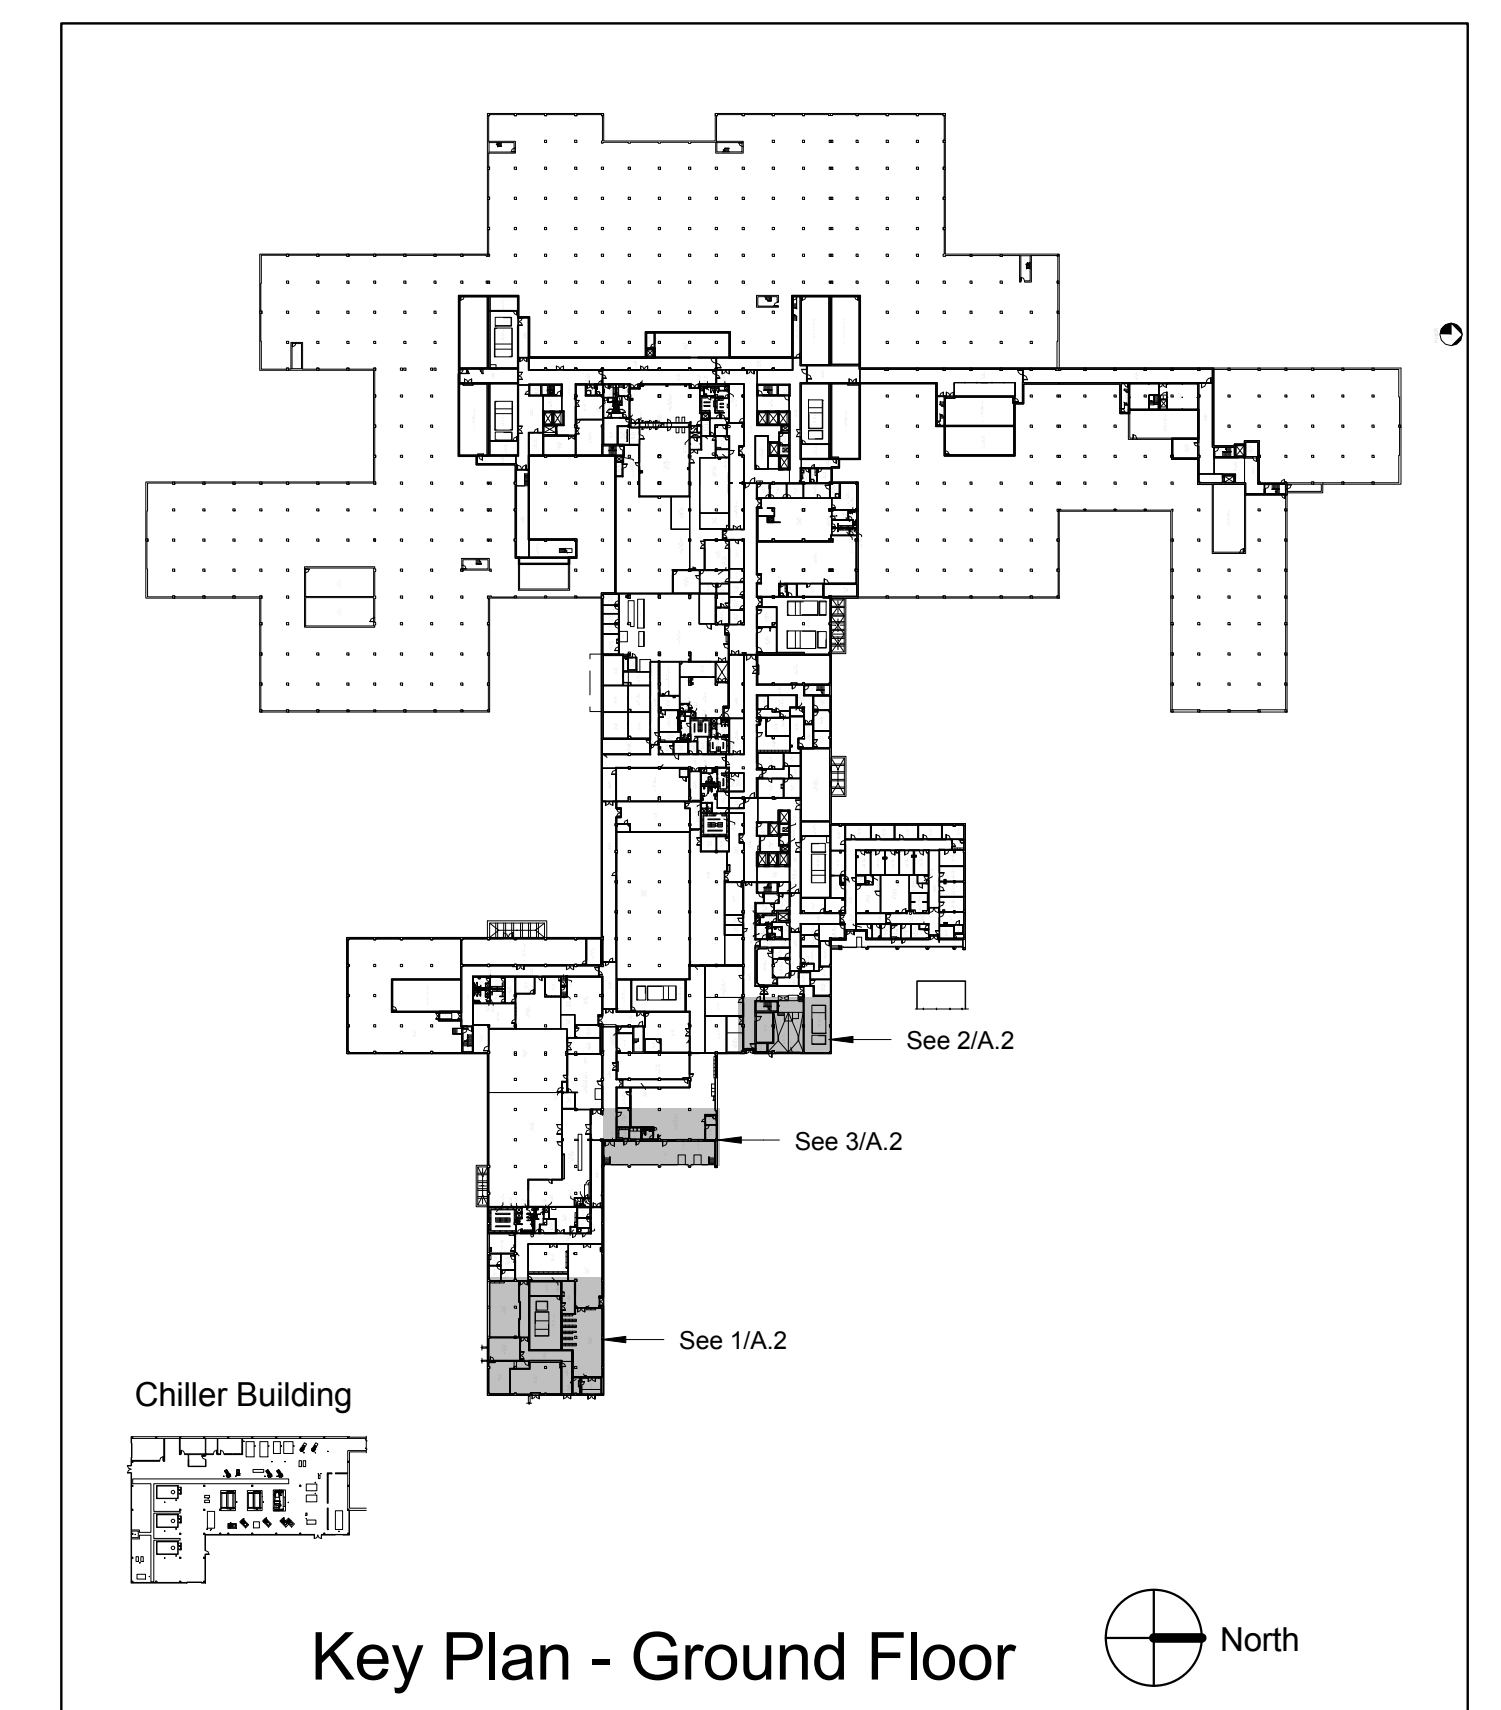 See 2/A.2
See 3/A.2
See 1/A.2
Chiller Building
Key Plan - Ground Floor
North